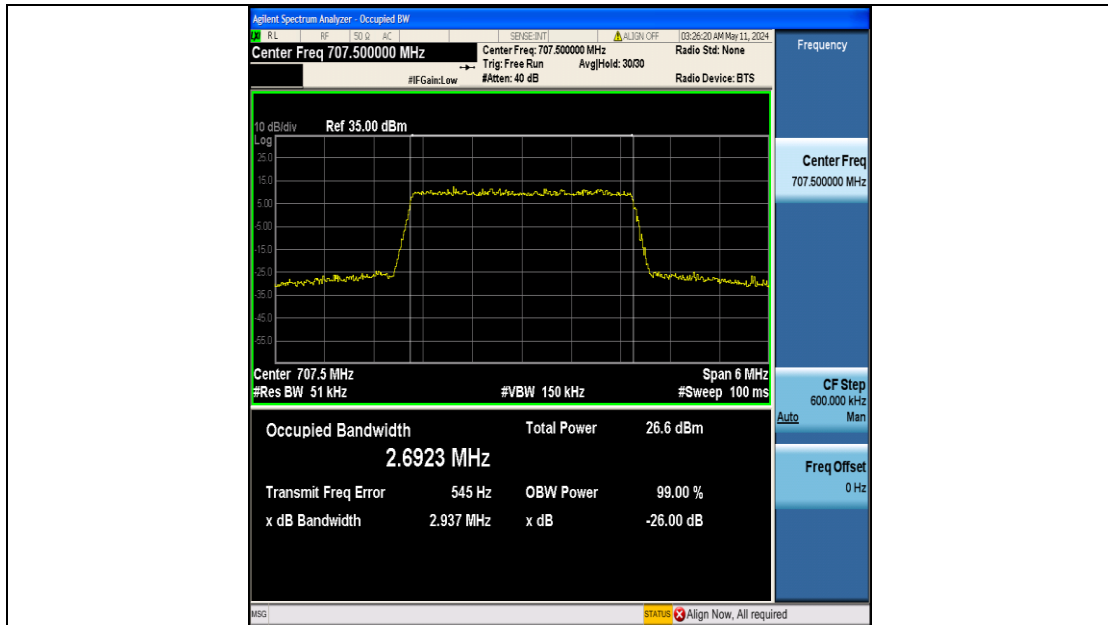 Agilent Spectrum Analyzer - Occupied BW
RL RF 50 Ω AC SENSE:INT ALIGN OFF 03:26:20 AM May 11, 2024
Center Freq 707.500000 MHz
Center Freq: 707.500000 MHz Radio Std: None
Trig: Free Run Avg|Hold: 30/30
#IFGain:Low #Atten: 40 dB Radio Device: BTS
10 dB/div Ref 35.00 dBm
Log
25.0
15.0
5.00
-5.00
-15.0
-25.0
-35.0
-45.0
-55.0
Center 707.5 MHz Span 6 MHz
#Res BW 51 kHz #VBW 150 kHz #Sweep 100 ms
Occupied Bandwidth Total Power 26.6 dBm
2.6923 MHz
Transmit Freq Error 545 Hz OBW Power 99.00 %
x dB Bandwidth 2.937 MHz x dB -26.00 dB
Frequency
Center Freq
707.500000 MHz
CF Step
600.000 kHz
Auto Man
Freq Offset
0 Hz
MSG STATUS Align Now, All required